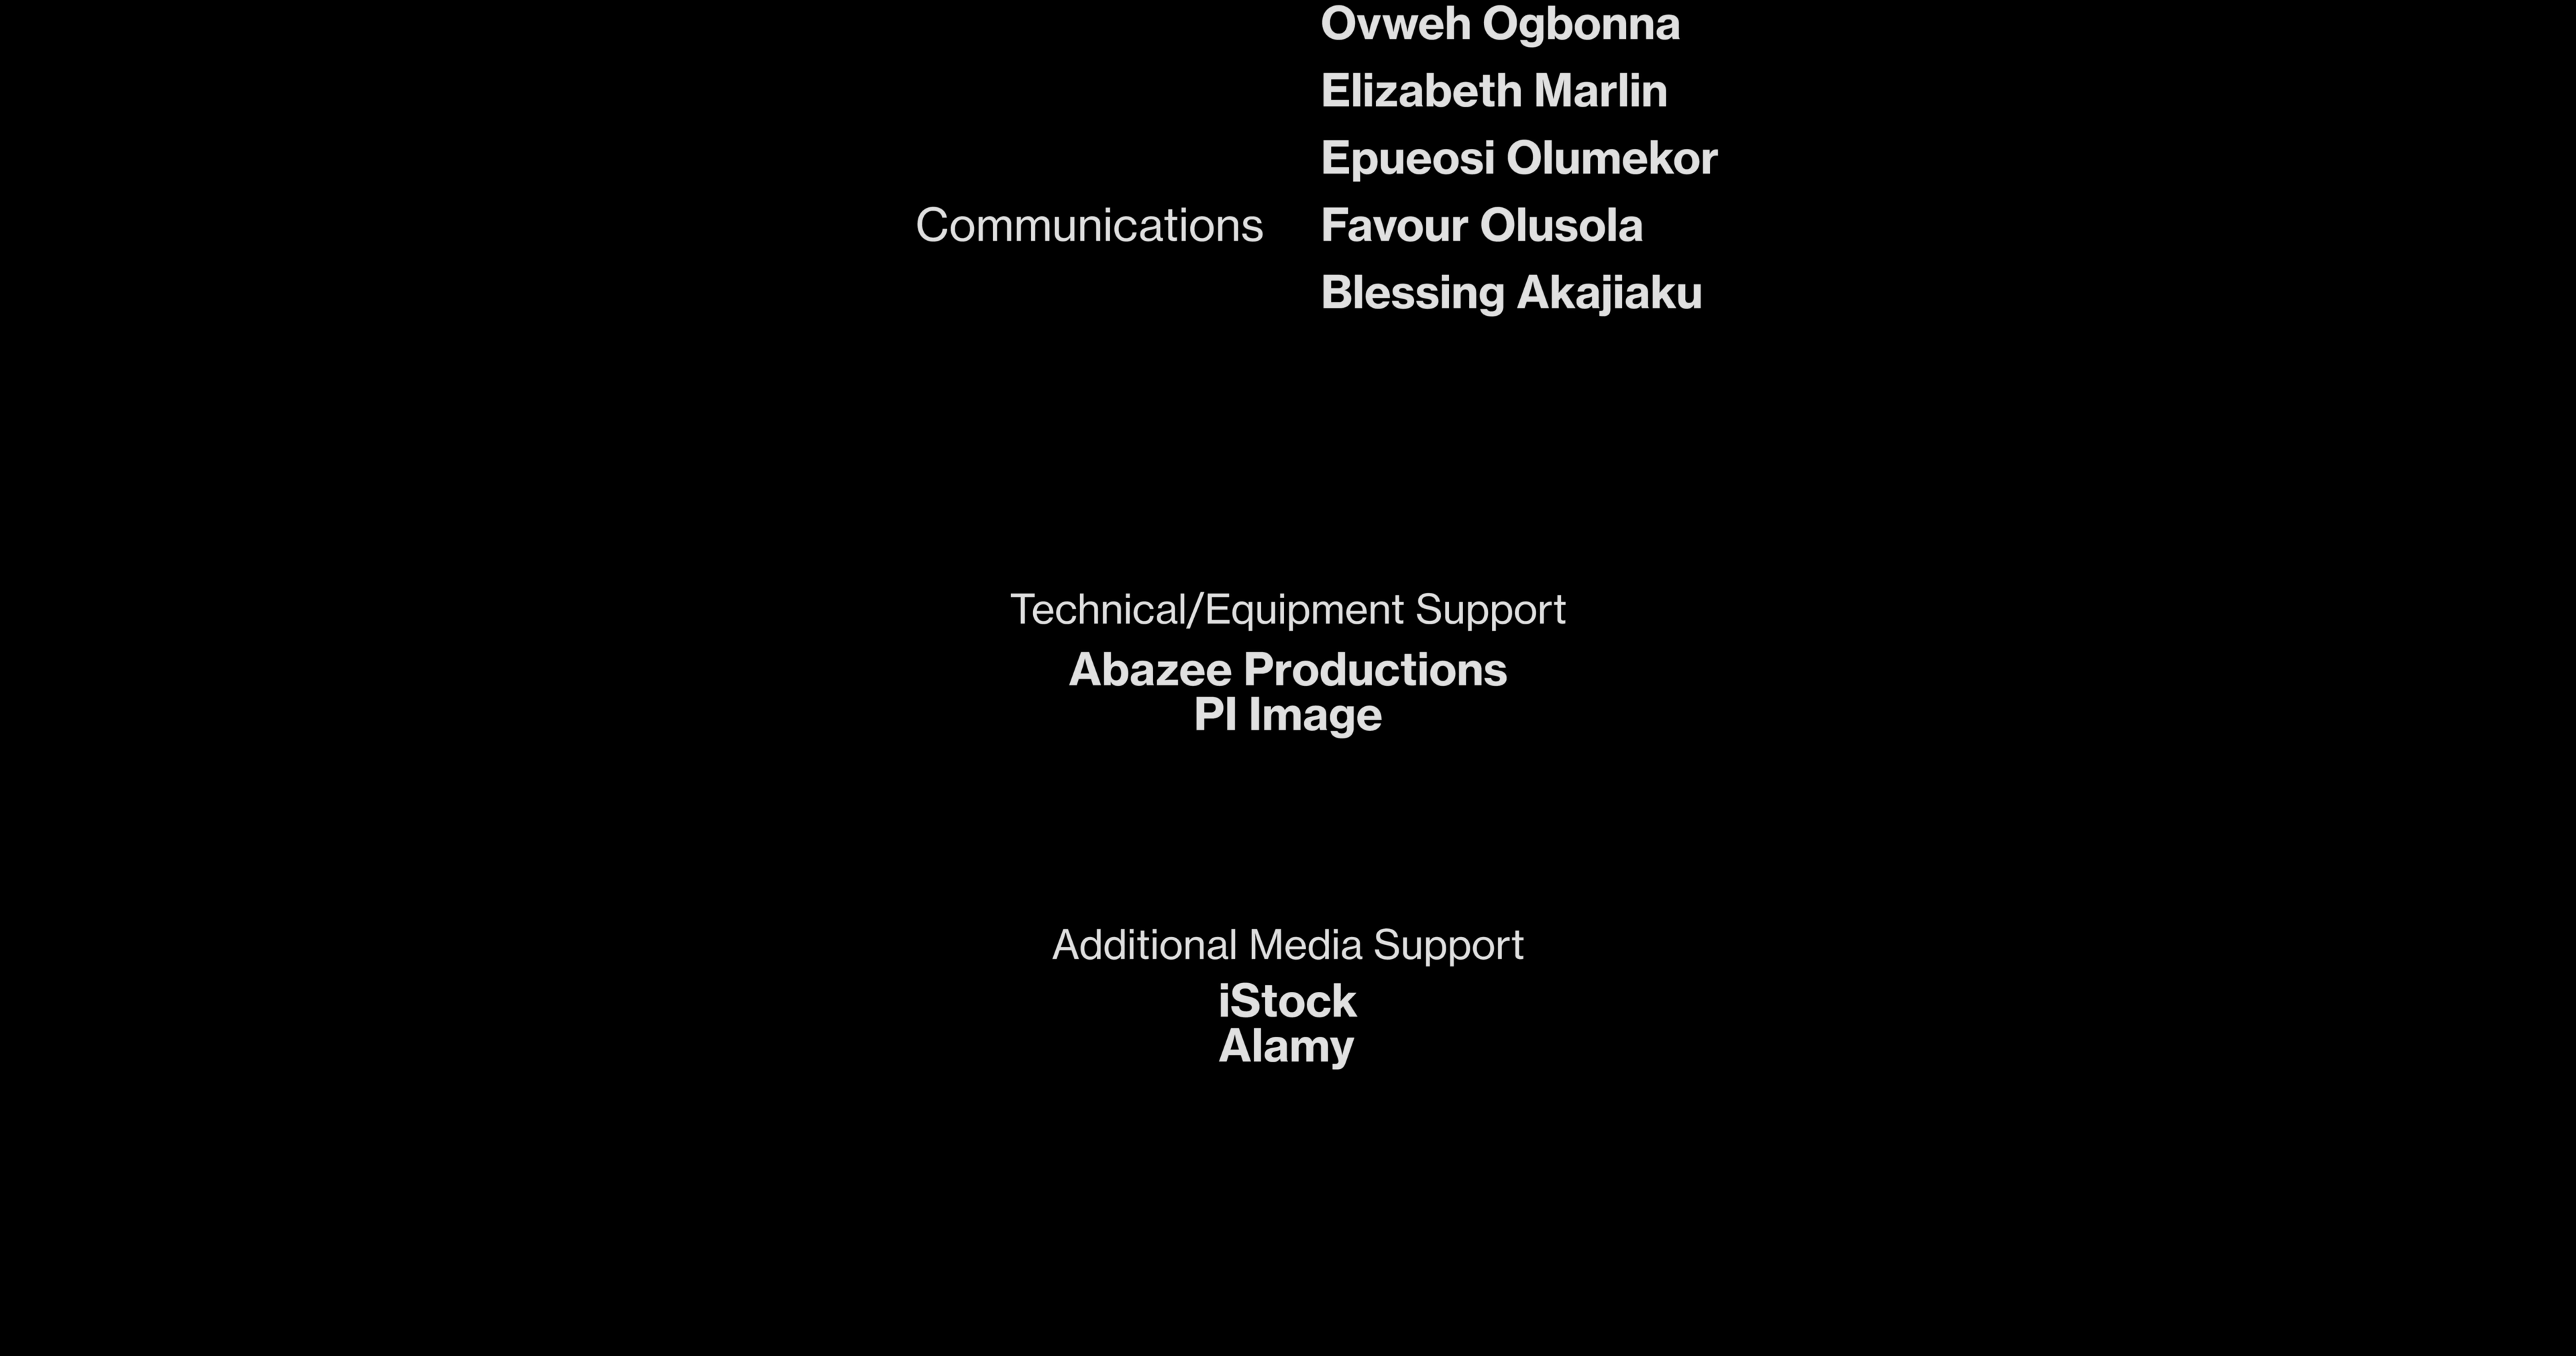 Ovweh Ogbonna
Elizabeth Marlin
Epueosi Olumekor
Communications Favour Olusola
Blessing Akajiaku
Technical/Equipment Support
Abazee Productions
PI Image
Additional Media Support
iStock
Alamy